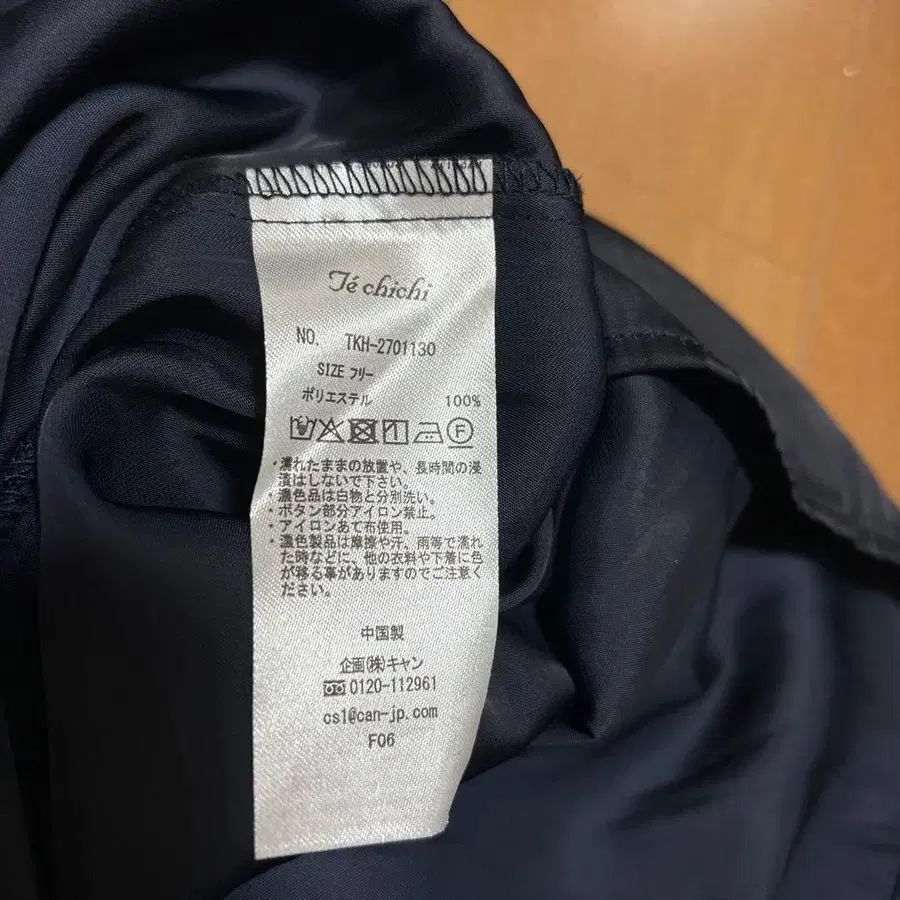 Té chichi
NO. TKH-2701130
SIZE フリー
ポリエステル 100%
・濡れたままの放置や、長時間の浸
漬はしないで下さい。
・濃色品は白物と分別洗い。
・ボタン部分アイロン禁止。
・アイロンあて布使用。
・濃色製品は摩擦や汗、雨等で濡れ
た時などに、他の衣料や下着に色
が移る事がありますのでご注意く
ださい。
中国製
企画(株)キャン
0120-112961
cs1@can-jp.com
F06